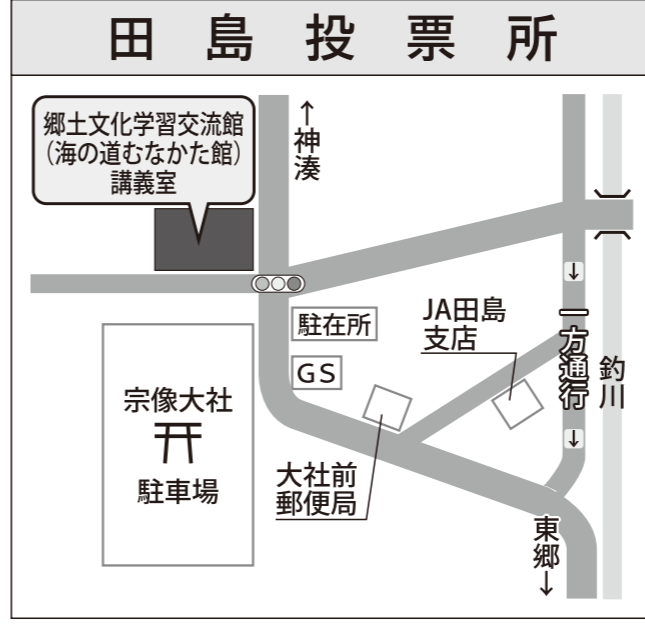 田島投票所
郷土文化学習交流館
（海の道むなかた館）
講義室
↑神湊
駐在所
GS
JA田島
支店
↓一方通行↓
釣川
宗像大社
駐車場
大社前
郵便局
東郷↓